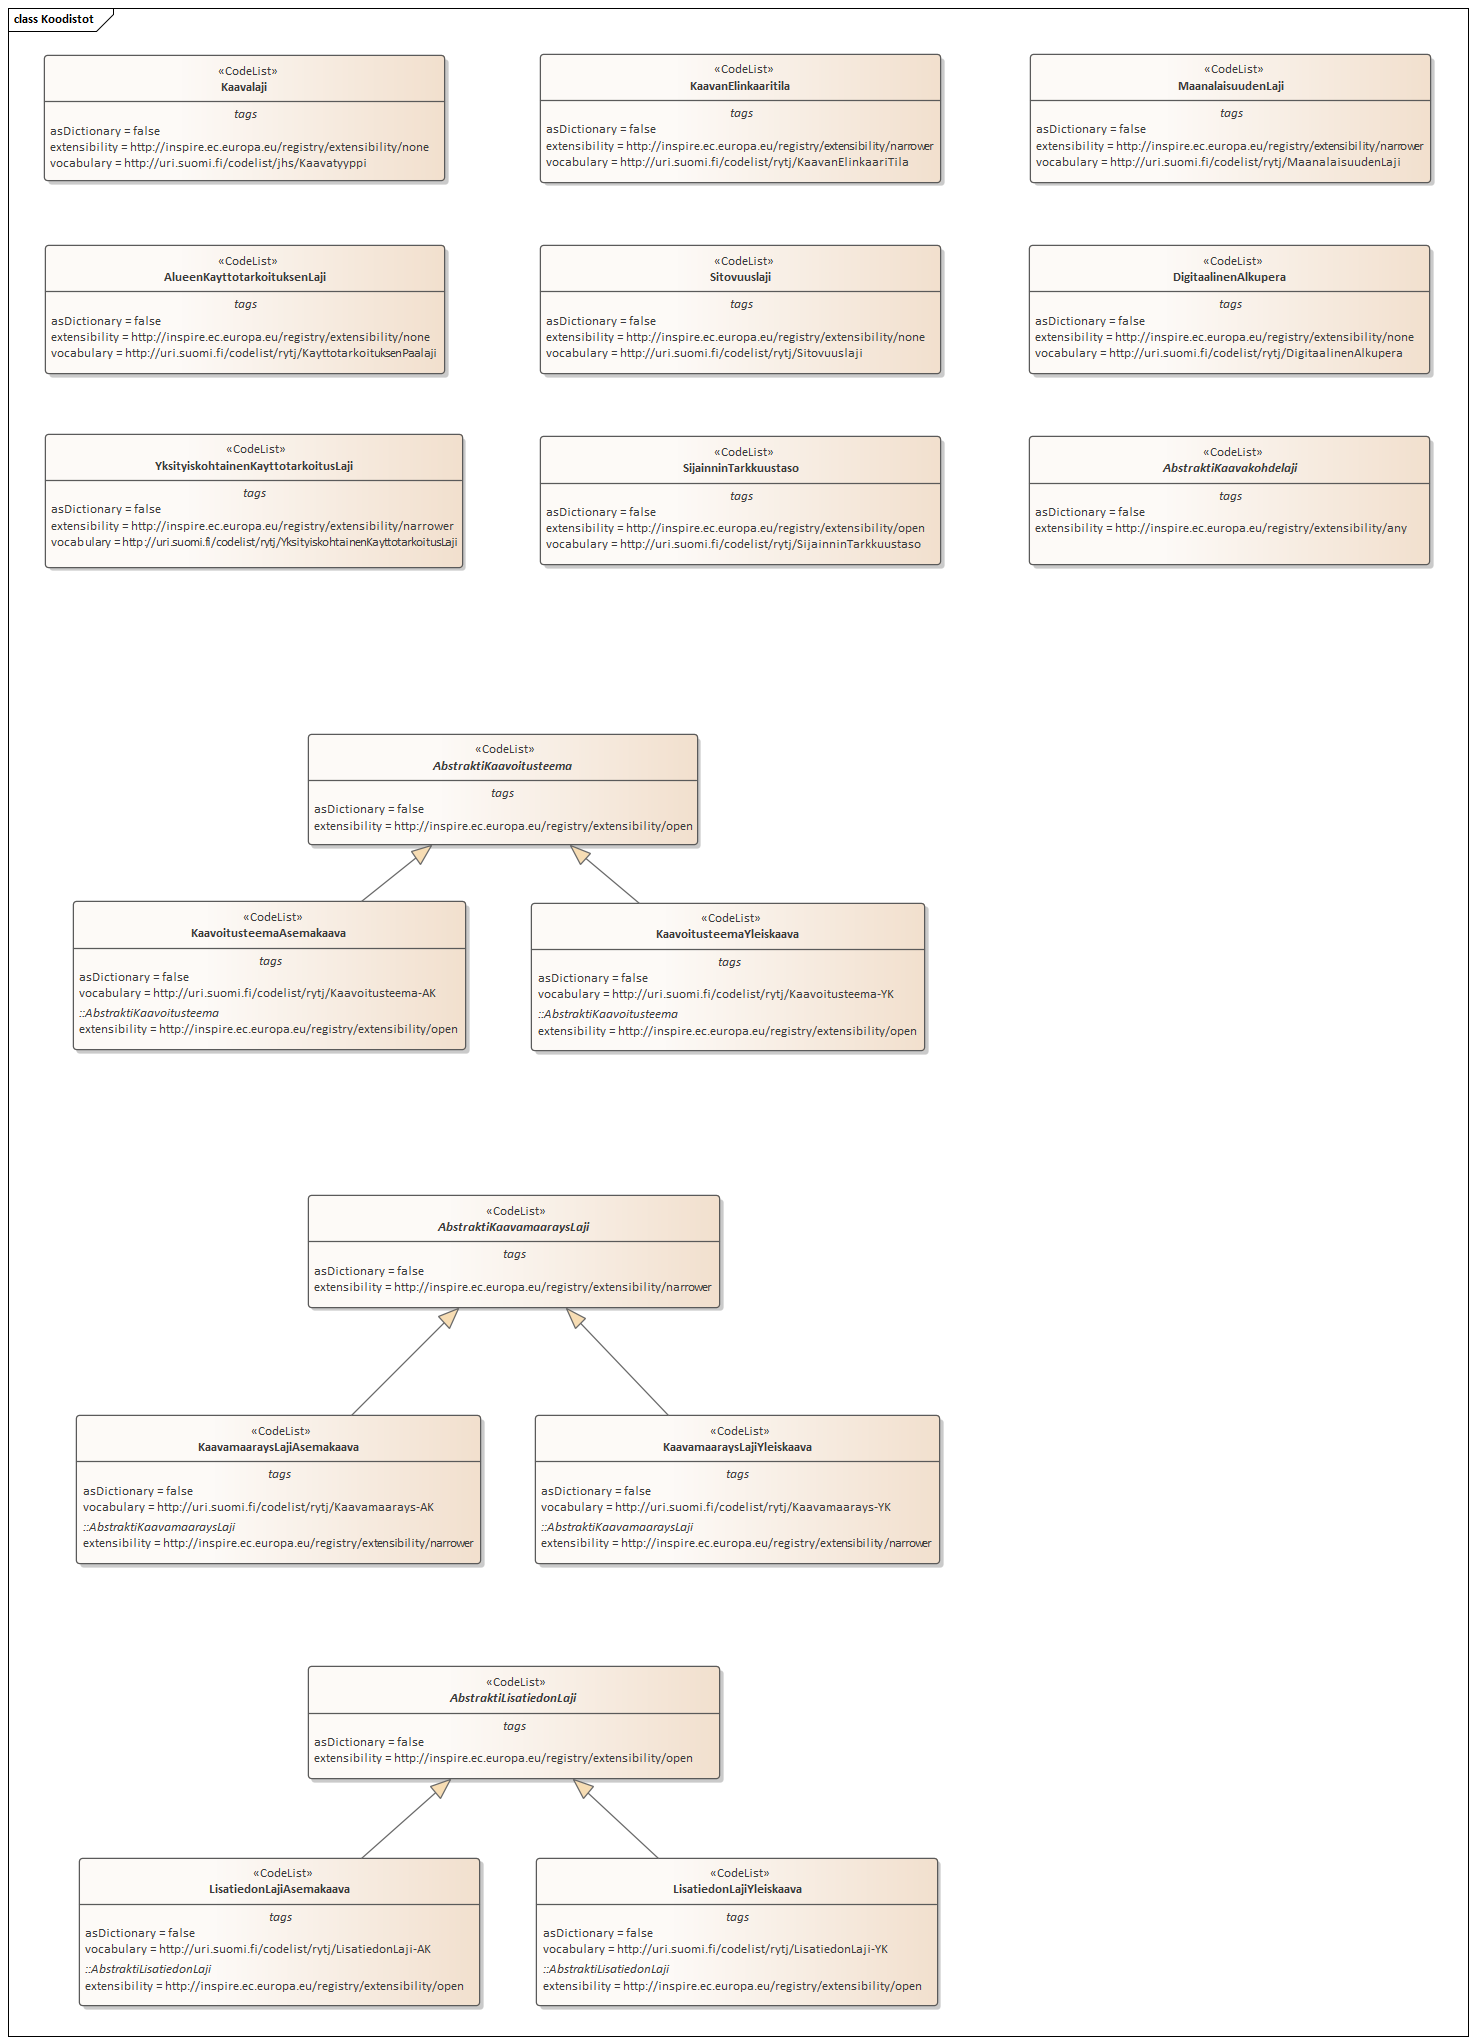 class Koodistot
«CodeList»
Kaavalaji
tags
asDictionary = false
extensibility = http://inspire.ec.europa.eu/registry/extensibility/none
vocabulary = http://uri.suomi.fi/codelist/jhs/Kaavatyyppi
«CodeList»
KaavanElinkaaritila
tags
asDictionary = false
extensibility = http://inspire.ec.europa.eu/registry/extensibility/narrower
vocabulary = http://uri.suomi.fi/codelist/rytj/KaavanElinkaariTila
«CodeList»
MaanalaisuudenLaji
tags
asDictionary = false
extensibility = http://inspire.ec.europa.eu/registry/extensibility/narrower
vocabulary = http://uri.suomi.fi/codelist/rytj/MaanalaisuudenLaji
«CodeList»
AlueenKayttotarkoituksenLaji
tags
asDictionary = false
extensibility = http://inspire.ec.europa.eu/registry/extensibility/none
vocabulary = http://uri.suomi.fi/codelist/rytj/KayttotarkoituksenPaalaji
«CodeList»
Sitovuuslaji
tags
asDictionary = false
extensibility = http://inspire.ec.europa.eu/registry/extensibility/none
vocabulary = http://uri.suomi.fi/codelist/rytj/Sitovuuslaji
«CodeList»
DigitaalinenAlkupera
tags
asDictionary = false
extensibility = http://inspire.ec.europa.eu/registry/extensibility/none
vocabulary = http://uri.suomi.fi/codelist/rytj/DigitaalinenAlkupera
«CodeList»
YksityiskohtainenKayttotarkoitusLaji
tags
asDictionary = false
extensibility = http://inspire.ec.europa.eu/registry/extensibility/narrower
vocabulary = http://uri.suomi.fi/codelist/rytj/YksityiskohtainenKayttotarkoitusLaji
«CodeList»
SijainninTarkkuustaso
tags
asDictionary = false
extensibility = http://inspire.ec.europa.eu/registry/extensibility/open
vocabulary = http://uri.suomi.fi/codelist/rytj/SijainninTarkkuustaso
«CodeList»
AbstraktiKaavakohdelaji
tags
asDictionary = false
extensibility = http://inspire.ec.europa.eu/registry/extensibility/any
«CodeList»
AbstraktiKaavoitusteema
tags
asDictionary = false
extensibility = http://inspire.ec.europa.eu/registry/extensibility/open
«CodeList»
KaavoitusteemaAsemakaava
tags
asDictionary = false
vocabulary = http://uri.suomi.fi/codelist/rytj/Kaavoitusteema-AK
::AbstraktiKaavoitusteema
extensibility = http://inspire.ec.europa.eu/registry/extensibility/open
«CodeList»
KaavoitusteemaYleiskaava
tags
asDictionary = false
vocabulary = http://uri.suomi.fi/codelist/rytj/Kaavoitusteema-YK
::AbstraktiKaavoitusteema
extensibility = http://inspire.ec.europa.eu/registry/extensibility/open
«CodeList»
AbstraktiKaavamaaraysLaji
tags
asDictionary = false
extensibility = http://inspire.ec.europa.eu/registry/extensibility/narrower
«CodeList»
KaavamaaraysLajiAsemakaava
tags
asDictionary = false
vocabulary = http://uri.suomi.fi/codelist/rytj/Kaavamaarays-AK
::AbstraktiKaavamaaraysLaji
extensibility = http://inspire.ec.europa.eu/registry/extensibility/narrower
«CodeList»
KaavamaaraysLajiYleiskaava
tags
asDictionary = false
vocabulary = http://uri.suomi.fi/codelist/rytj/Kaavamaarays-YK
::AbstraktiKaavamaaraysLaji
extensibility = http://inspire.ec.europa.eu/registry/extensibility/narrower
«CodeList»
AbstraktiLisatiedonLaji
tags
asDictionary = false
extensibility = http://inspire.ec.europa.eu/registry/extensibility/open
«CodeList»
LisatiedonLajiAsemakaava
tags
asDictionary = false
vocabulary = http://uri.suomi.fi/codelist/rytj/LisatiedonLaji-AK
::AbstraktiLisatiedonLaji
extensibility = http://inspire.ec.europa.eu/registry/extensibility/open
«CodeList»
LisatiedonLajiYleiskaava
tags
asDictionary = false
vocabulary = http://uri.suomi.fi/codelist/rytj/LisatiedonLaji-YK
::AbstraktiLisatiedonLaji
extensibility = http://inspire.ec.europa.eu/registry/extensibility/open